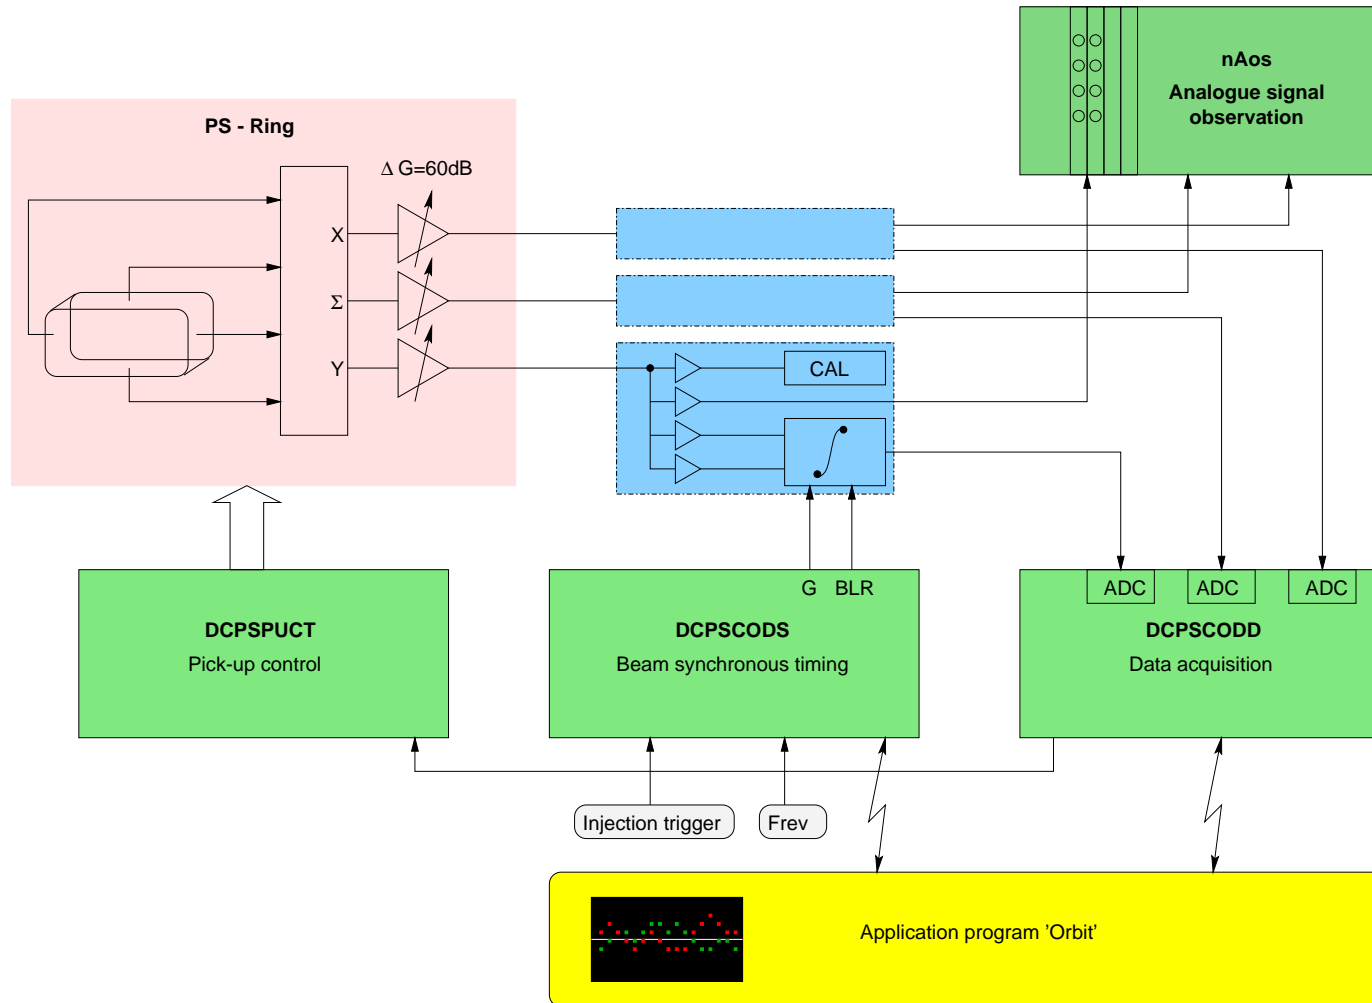 nAos
Analogue signal
observation
PS - Ring
Δ G=60dB
X
Σ
Y
CAL
G BLR
ADC ADC ADC
DCPSPUCT
Pick-up control
DCPSCODS
Beam synchronous timing
DCPSCODD
Data acquisition
Injection trigger
Frev
Application program 'Orbit'